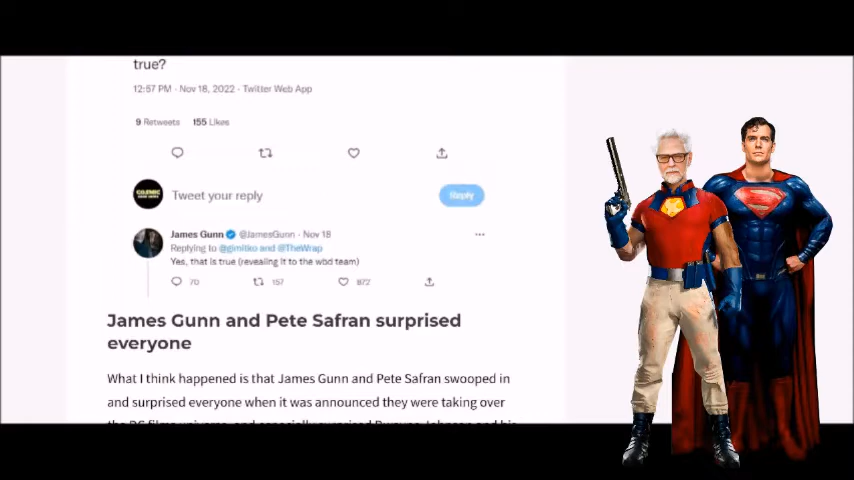 true?
12:57 PM · Nov 18, 2022 · Twitter Web App
9 Retweets 155 Likes
Tweet your reply
Reply
James Gunn @JamesGunn · Nov 18
Replying to @gimitko and @TheWrap
Yes, that is true (revealing it to the wbd team)
70 157 872
James Gunn and Pete Safran surprised
everyone
What I think happened is that James Gunn and Pete Safran swooped in
and surprised everyone when it was announced they were taking over